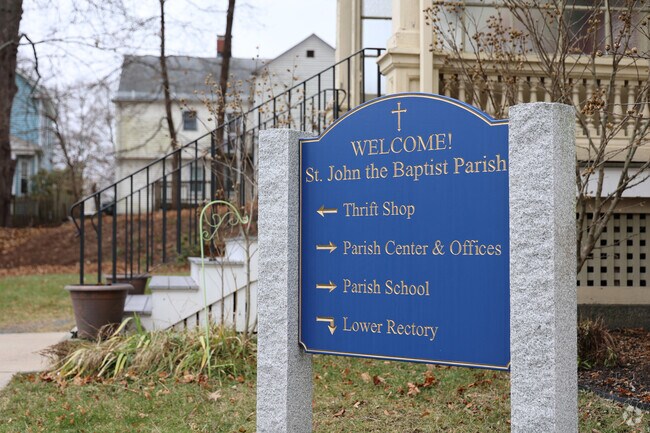 WELCOME!
St. John the Baptist Parish
Thrift Shop
Parish Center & Offices
Parish School
Lower Rectory